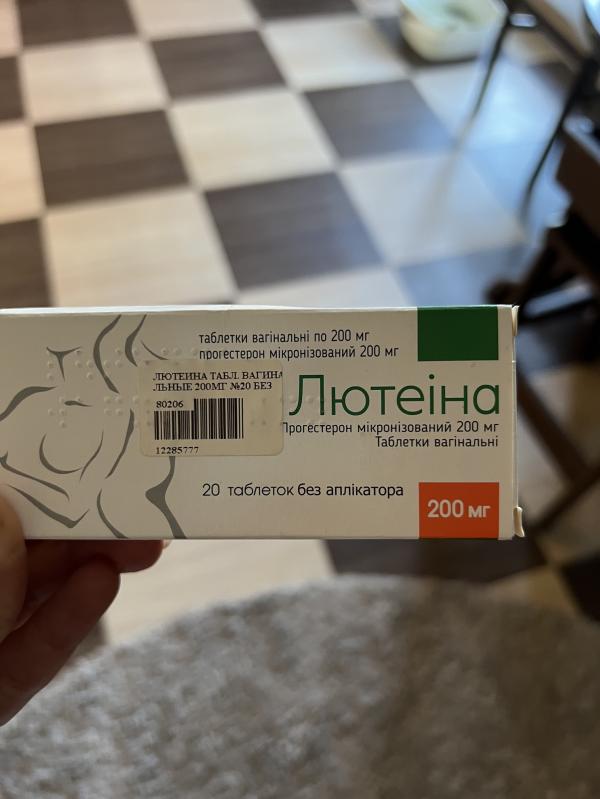 таблетки вагінальні по 200 мг
прогестерон мікронізований 200 мг
ЛЮТЕИНА ТАБЛ. ВАГИНА
ЛЬНЫЕ 200МГ №20 БЕЗ
80206
12285777
Лютеіна
Прогестерон мікронізований 200 мг
Таблетки вагінальні
20 таблеток без аплікатора
200 мг